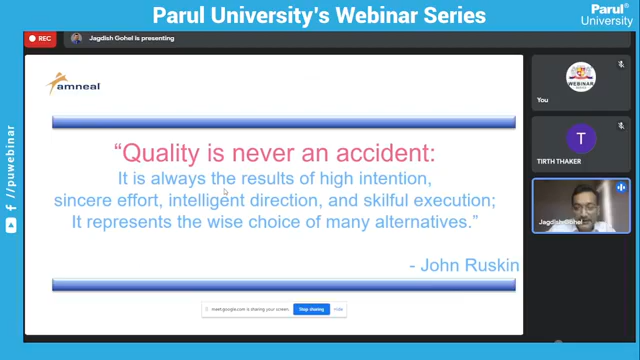 Parul University's Webinar Series
Parul®
University
REC
Jagdish Gohel is presenting
amneal
“Quality is never an accident:
It is always the results of high intention,
sincere effort, intelligent direction, and skilful execution;
It represents the wise choice of many alternatives.”
- John Ruskin
meet.google.com is sharing your screen.
Stop sharing
Hide
WEBINAR
You
T
TIRTH THAKER
Jagdish Gohel
/puwebinar